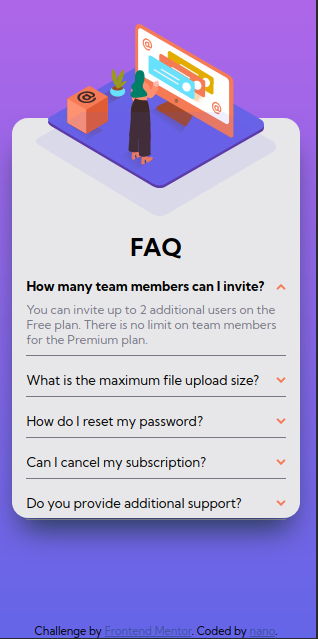 FAQ
How many team members can I invite?
You can invite up to 2 additional users on the
Free plan. There is no limit on team members
for the Premium plan.
What is the maximum file upload size?
How do I reset my password?
Can I cancel my subscription?
Do you provide additional support?
Challenge by Frontend Mentor. Coded by nano.